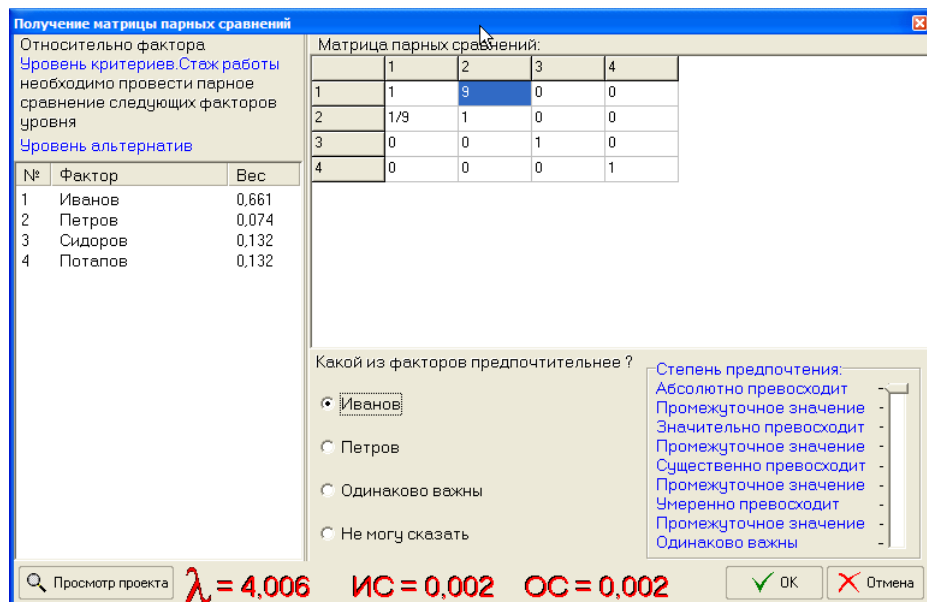 Получение матрицы парных сравнений
Относительно фактора
Уровень критериев.Стаж работы
необходимо провести парное
сравнение следующих факторов
уровня
Уровень альтернатив
№ Фактор Вес
1 Иванов 0,661
2 Петров 0,074
3 Сидоров 0,132
4 Потапов 0,132
Матрица парных сравнений:
1 2 3 4
1 1 9 0 0
2 1/9 1 0 0
3 0 0 1 0
4 0 0 0 1
Какой из факторов предпочтительнее ?
Иванов
Петров
Одинаково важны
Не могу сказать
Степень предпочтения:
Абсолютно превосходит -
Промежуточное значение -
Значительно превосходит -
Промежуточное значение -
Существенно превосходит -
Промежуточное значение -
Умеренно превосходит -
Промежуточное значение -
Одинаково важны -
Просмотр проекта
λ = 4,006 ИС = 0,002 ОС = 0,002
OK
Отмена